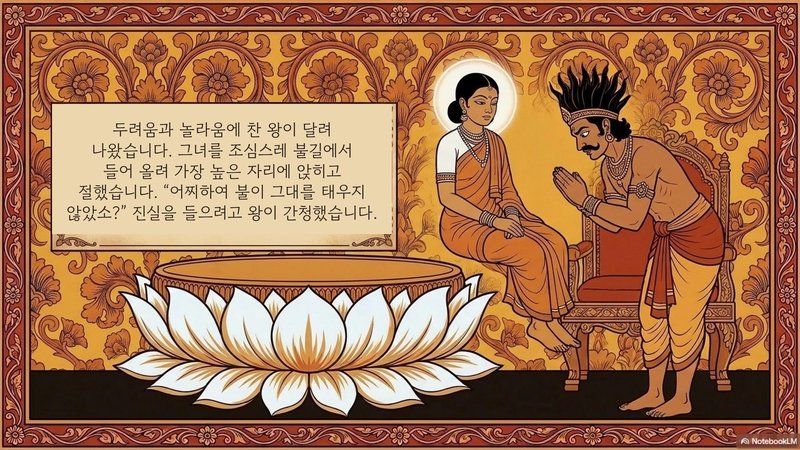 두려움과 놀라움에 찬 왕이 달려
나왔습니다. 그녀를 조심스레 불길에서
들어 올려 가장 높은 자리에 앉히고
절했습니다. “어찌하여 불이 그대를 태우지
않았소?” 진실을 들으려고 왕이 간청했습니다.
NotebookLM